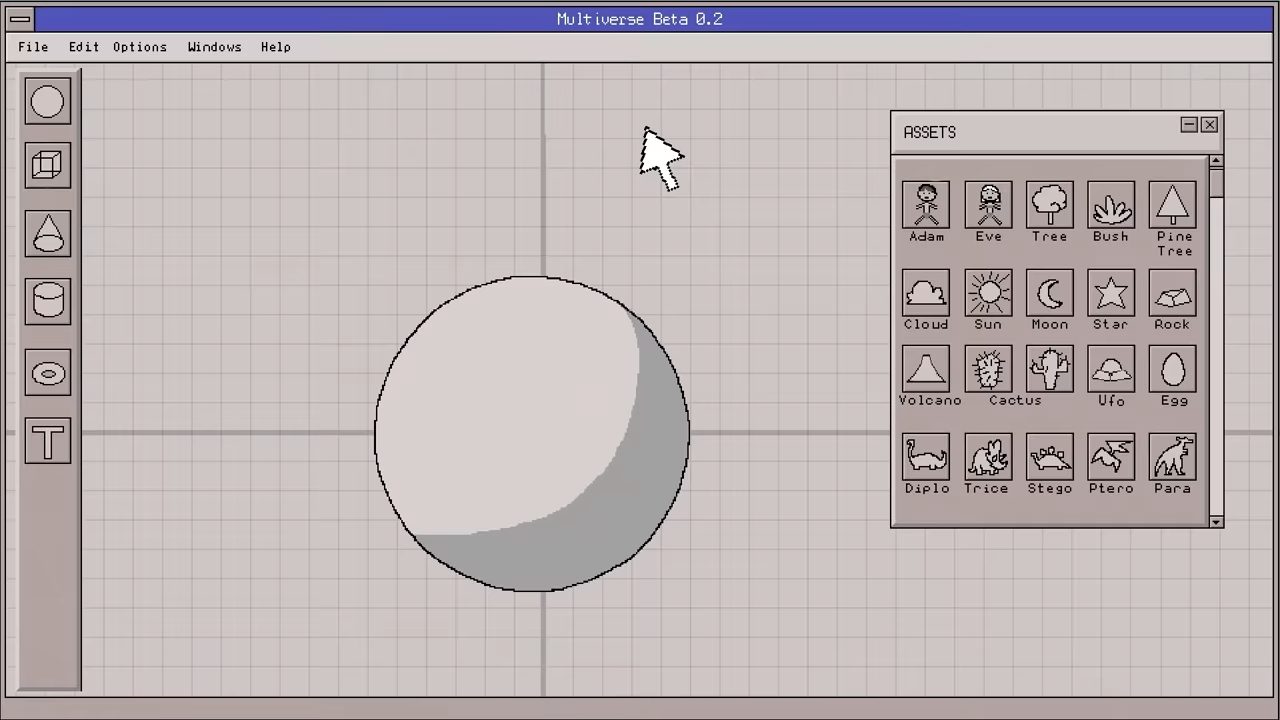 Multiverse Beta 0.2
File Edit Options Windows Help
ASSETS
Adam Eve Tree Bush Pine Tree
Cloud Sun Moon Star Rock
Volcano Cactus Ufo Egg
Diplo Trice Stego Ptero Para
T